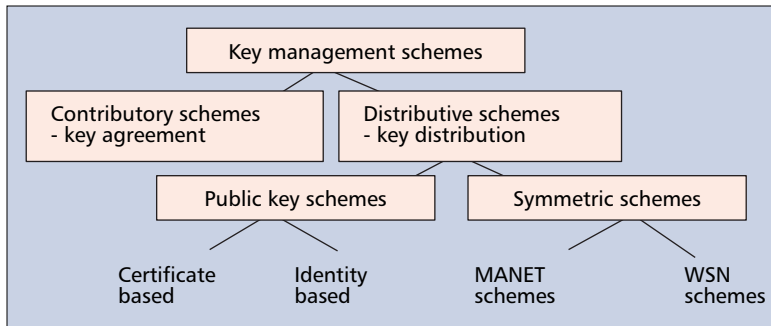 Key management schemes
Contributory schemes
- key agreement
Distributive schemes
- key distribution
Public key schemes
Symmetric schemes
Certificate
based
Identity
based
MANET
schemes
WSN
schemes